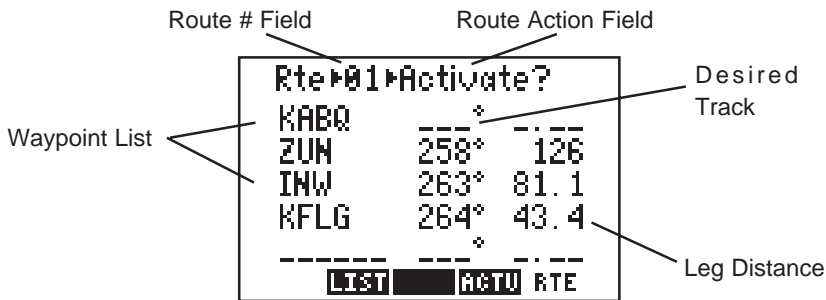 Route # Field
Route Action Field
Rte▸01▸Activate?
Desired
Track
Waypoint List
KABQ ___° _.__
ZUN 258° 126
INW 263° 81.1
KFLG 264° 43.4
______ ___° _.__
Leg Distance
LIST ACTV RTE